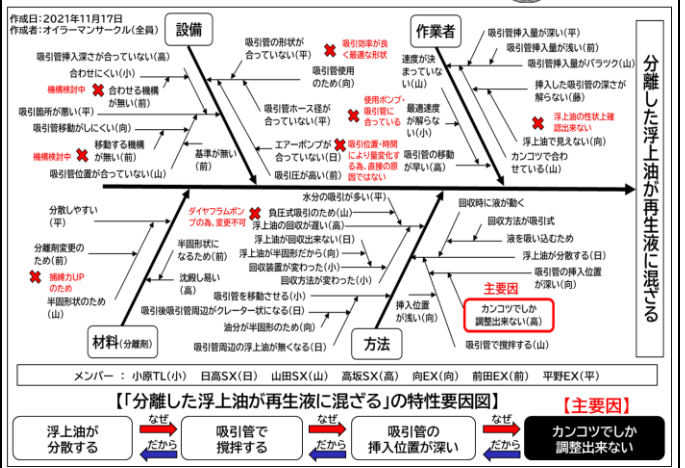 作成日:2021年11月17日
作成者:オイラーマンサークル(全員)
設備
作業者
吸引管挿入深さが合っていない(高)
合わせにくい(小)
機構検討中
合わせる機構
が無い(前)
吸引箇所が悪い(平)
吸引管移動がしにくい(向)
機構検討中
移動する機構
が無い(前)
吸引管位置が合っていない(山)
基準が無い
(前)
吸引管の形状が
合っていない(平)
吸引効率が良
く最適な形状
吸引管使用
のため(向)
吸引管ホース径が
合っていない(平)
使用ポンプ・
吸引管に
合っている
エアーポンプが
合っていない(日)
吸引位置・時間
により量変化す
る為、直接の原
因ではない
吸引圧が高い(前)
速度が決
まっていな
い(山)
最適速度
が解らな
い(小)
吸引管の移動
が早い(高)
吸引管挿入量が深い(平)
吸引管挿入量が浅い(前)
吸引管挿入量がバラツク(山)
挿入した吸引管の深さが
解らない(藤)
浮上油の性状上確
認出来ない
浮上油で見えない(向)
カンコツで合わ
せている(山)
分離した浮上油が再生液に混ざる
分散しやすい
(平)
分離剤変更の
ため(前)
捕縛力UP
のため
半固形状のため
(山)
ダイヤフラムポン
プの為、変更不可
半固形状に
なるため(前)
沈殿し易い
(高)
材料(分離剤)
水分の吸引が多い(平)
負圧式吸引のため(山)
浮上油の回収が遅い(高)
浮上油が回収出来ない(日)
浮上油が半固形だから(向)
回収装置が変わった(小)
回収方法が変わった(小)
吸引管を移動させる(小)
吸引後吸引管周辺がクレーター状になる(日)
油分が半固形のため(向)
吸引管周辺の浮上油が無くなる(日)
方法
挿入位置
が浅い(向)
回収時に液が動く
回収方法が吸引式
液を吸い込むため
浮上油が分散する(日)
吸引管の挿入位置
が深い(向)
主要因
カンコツでしか
調整出来ない(高)
吸引管で攪拌する(山)
メンバー : 小原TL(小) 日高SX(日) 山田SX(山) 高坂SX(高) 向EX(向) 前田EX(前) 平野EX(平)
【「分離した浮上油が再生液に混ざる」の特性要因図】
【主要因】
浮上油が
分散する
なぜ
だから
吸引管で
攪拌する
なぜ
だから
吸引管の
挿入位置が深い
なぜ
だから
カンコツでしか
調整出来ない